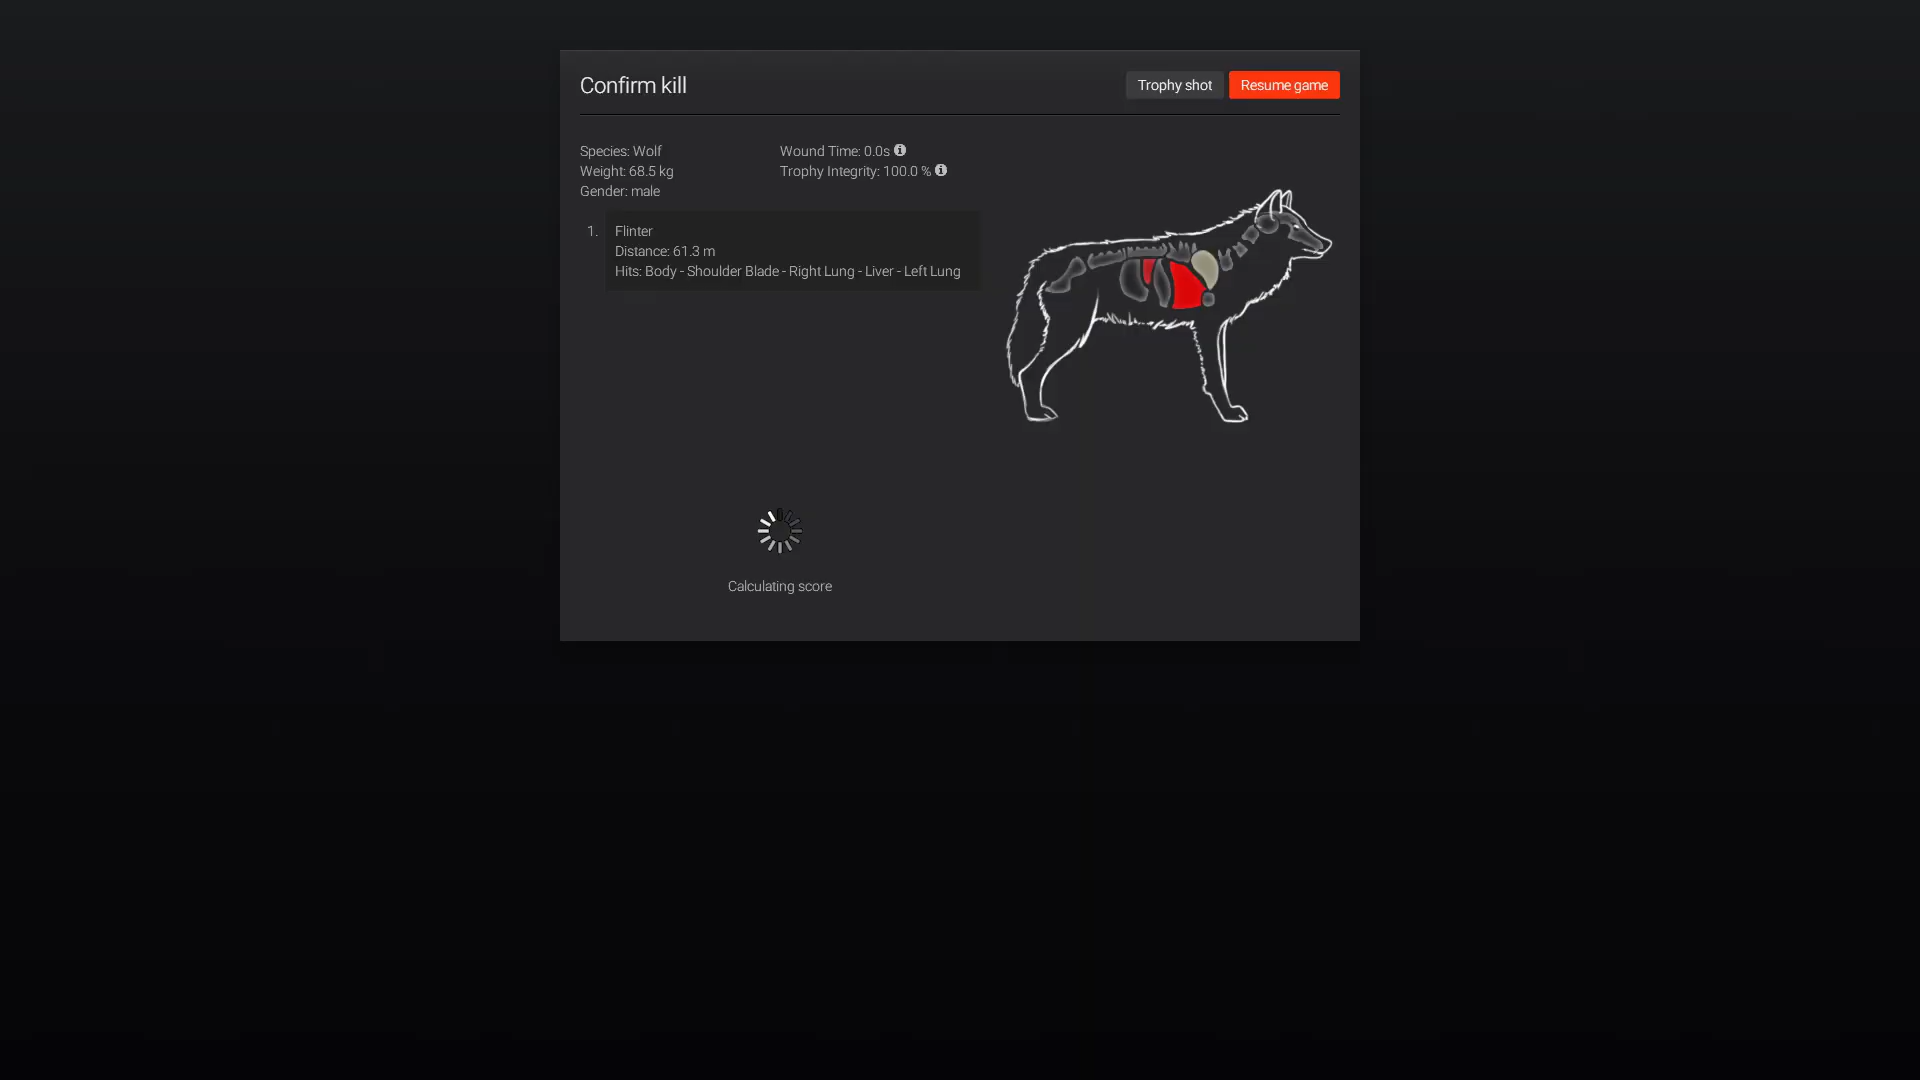 Confirm kill
Trophy shot
Resume game
Species: Wolf
Weight: 68.5 kg
Gender: male
Wound Time: 0.0s
Trophy Integrity: 100.0 %
1.
Flinter
Distance: 61.3 m
Hits: Body - Shoulder Blade - Right Lung - Liver - Left Lung
Calculating score